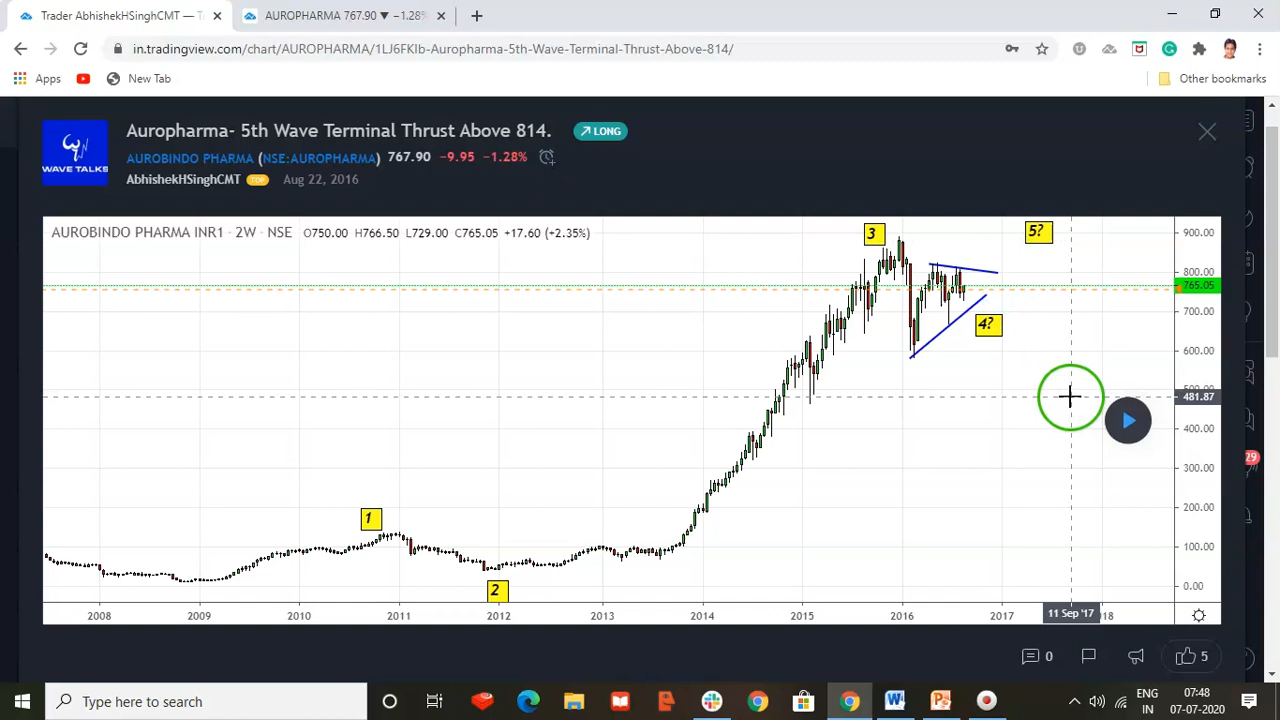 Trader AbhishekHSinghCMT — Tr
AUROPHARMA 767.90 ▼ −1.28%
in.tradingview.com/chart/AUROPHARMA/1LJ6FKlb-Auropharma-5th-Wave-Terminal-Thrust-Above-814/
Apps
New Tab
Other bookmarks
WAVE TALKS
Auropharma- 5th Wave Terminal Thrust Above 814.
LONG
AUROBINDO PHARMA (NSE:AUROPHARMA) 767.90 −9.95 −1.28%
AbhishekHSinghCMT TOP Aug 22, 2016
AUROBINDO PHARMA INR1 · 2W · NSE O750.00 H766.50 L729.00 C765.05 +17.60 (+2.35%)
3
5?
900.00
800.00
765.05
700.00
4?
600.00
500.00
481.87
400.00
300.00
29
200.00
1
100.00
2
0.00
2008 2009 2010 2011 2012 2013 2014 2015 2016 2017 11 Sep '17 018
0
5
Type here to search
ENG
IN
07:48
07-07-2020